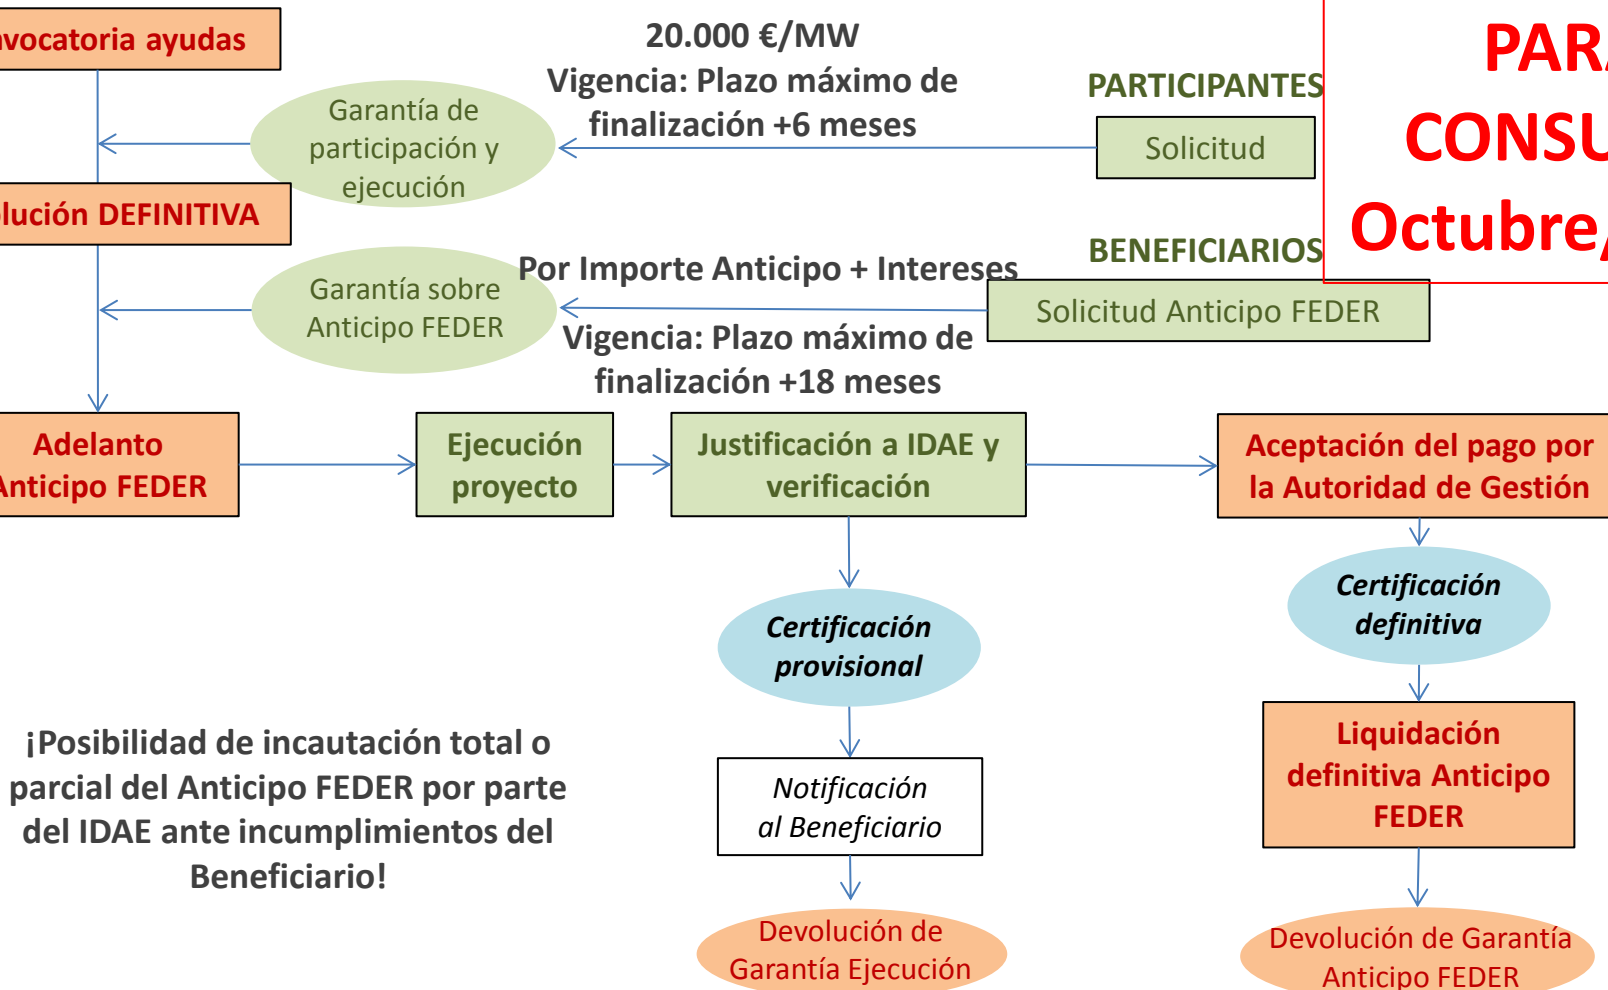 nvocatoria ayudas
20.000 €/MW
Vigencia: Plazo máximo de
finalización +6 meses
Garantía de
participación y
ejecución
PARTICIPANTES
Solicitud
PARA
CONSU
Octubre/
lución DEFINITIVA
Garantía sobre
Anticipo FEDER
Por Importe Anticipo + Intereses
Vigencia: Plazo máximo de
finalización +18 meses
BENEFICIARIOS
Solicitud Anticipo FEDER
Adelanto
Anticipo FEDER
Ejecución
proyecto
Justificación a IDAE y
verificación
Aceptación del pago por
la Autoridad de Gestión
Certificación
provisional
Certificación
definitiva
Notificación
al Beneficiario
Liquidación
definitiva Anticipo
FEDER
¡Posibilidad de incautación total o
parcial del Anticipo FEDER por parte
del IDAE ante incumplimientos del
Beneficiario!
Devolución de
Garantía Ejecución
Devolución de Garantía
Anticipo FEDER